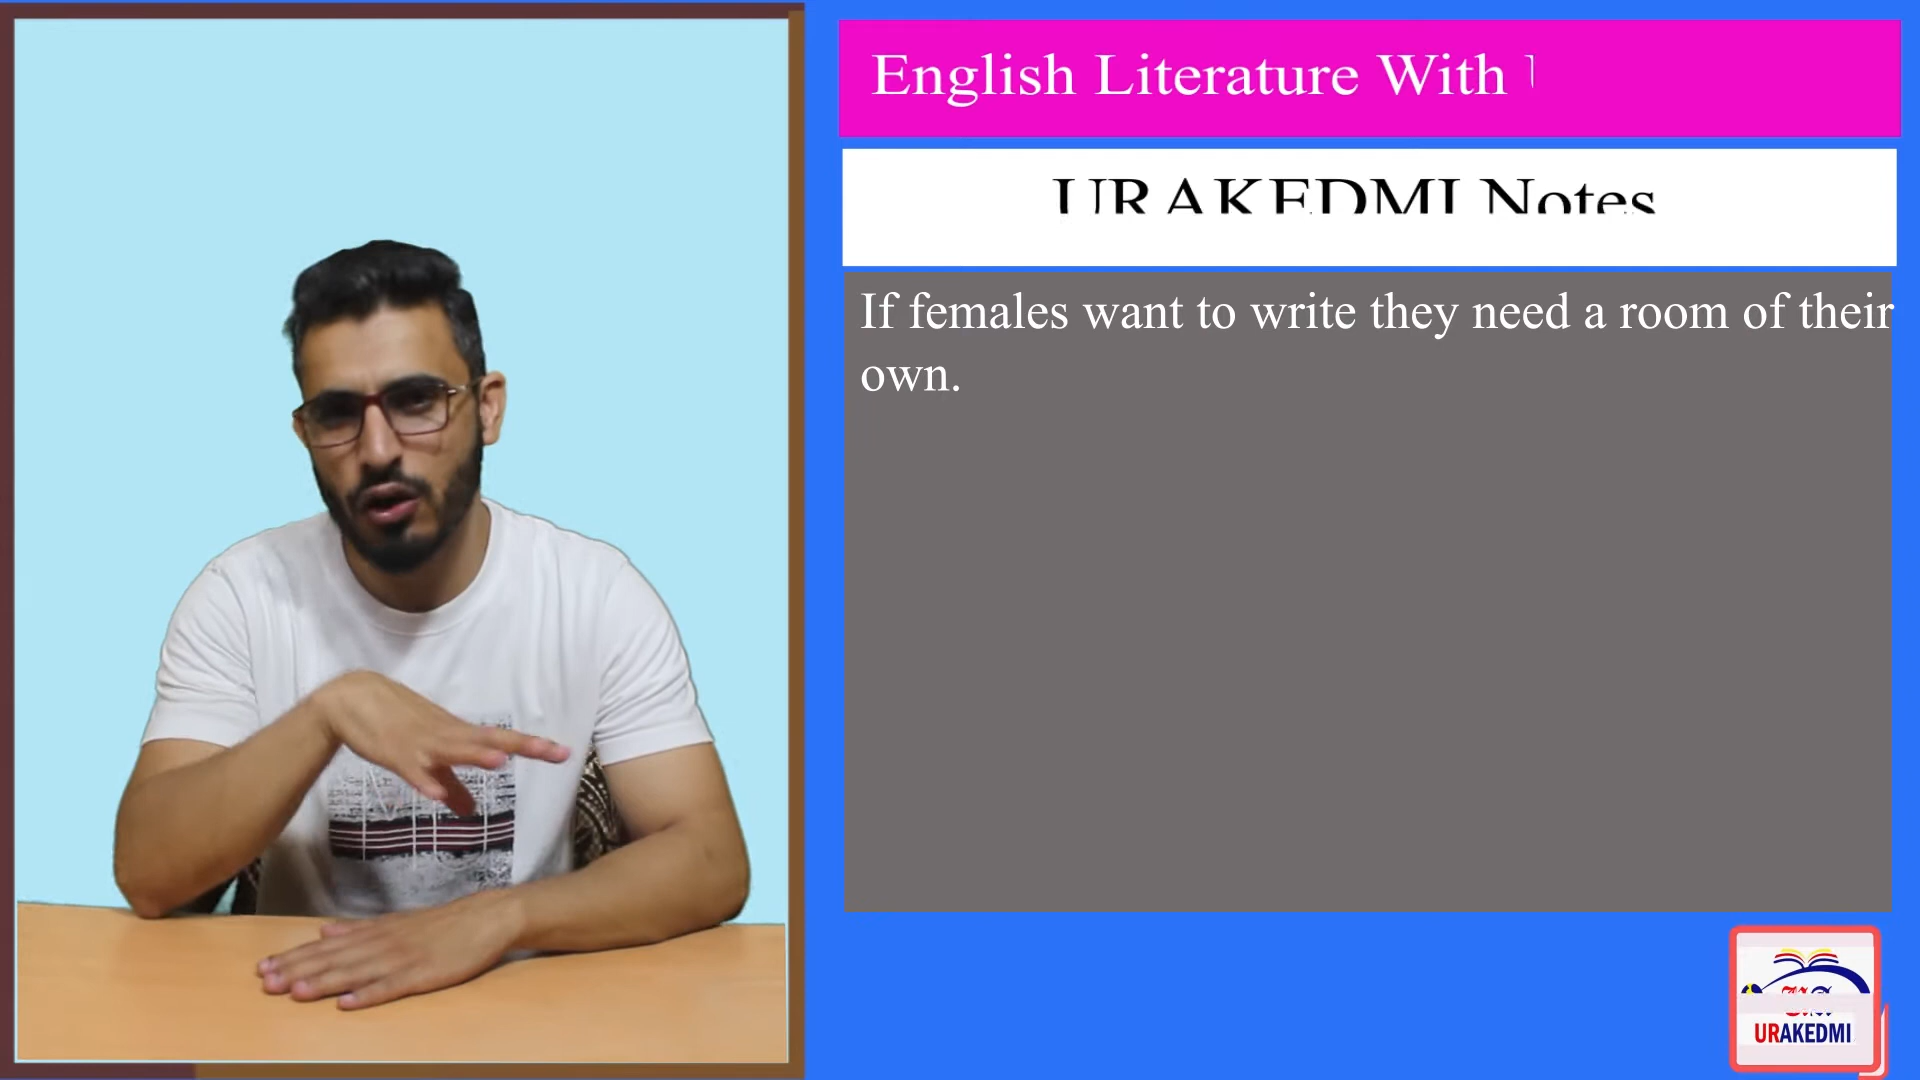 English Literature With
URAKEDMI Notes
If females want to write they need a room of their
own.
URAKEDMI